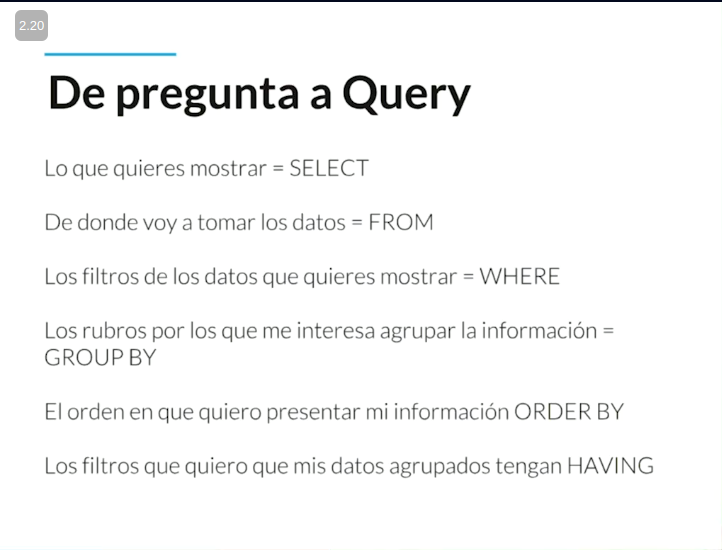 2.20
De pregunta a Query
Lo que quieres mostrar = SELECT
De donde voy a tomar los datos = FROM
Los filtros de los datos que quieres mostrar = WHERE
Los rubros por los que me interesa agrupar la información =
GROUP BY
El orden en que quiero presentar mi información ORDER BY
Los filtros que quiero que mis datos agrupados tengan HAVING